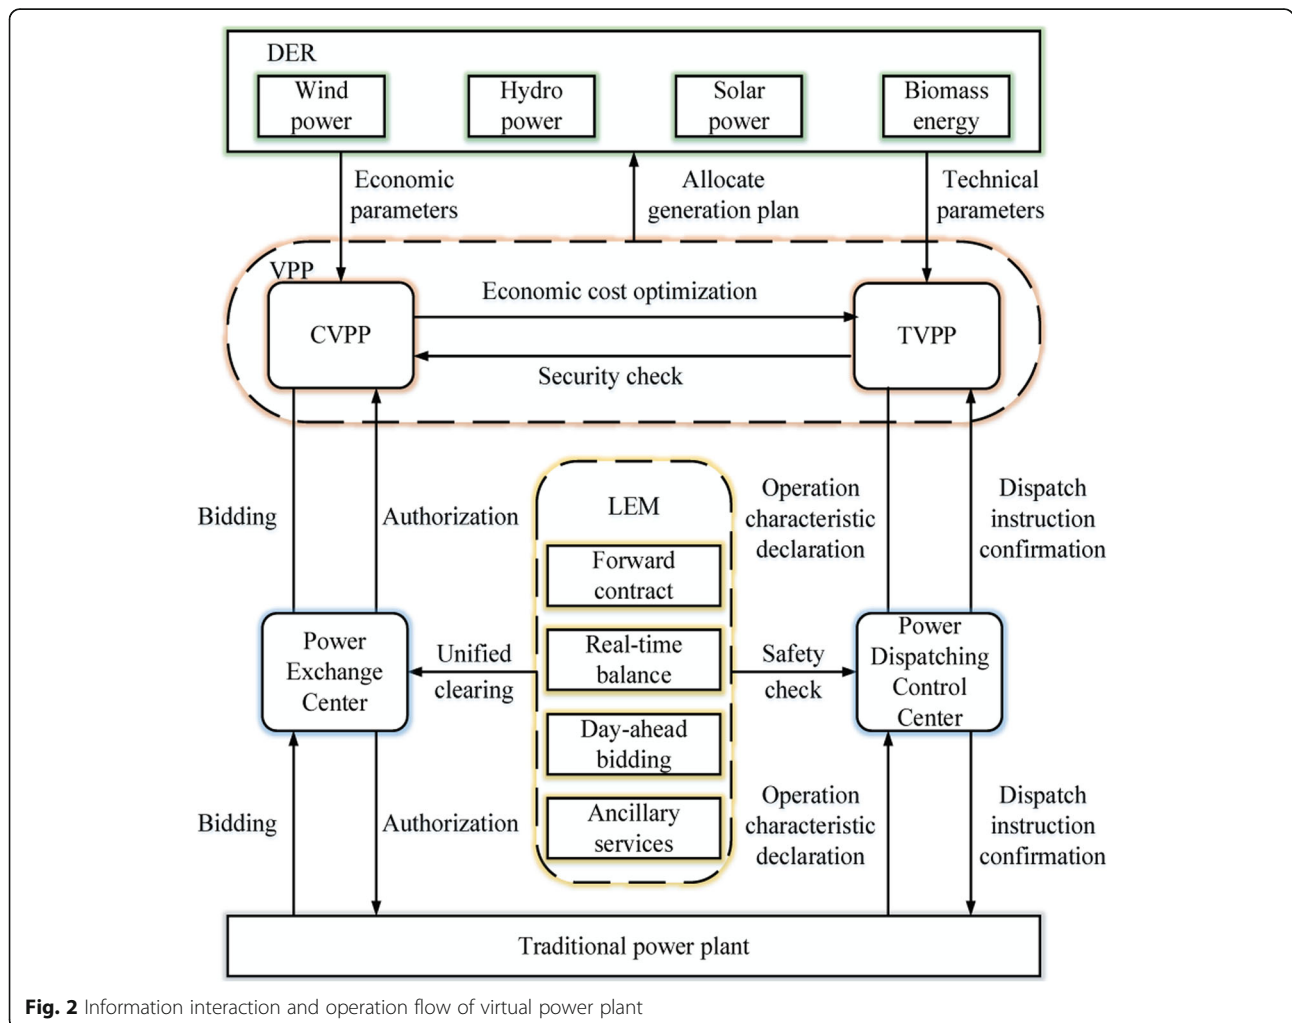 DER
Wind
power
Hydro
power
Solar
power
Biomass
energy
Economic
parameters
Allocate
generation plan
Technical
parameters
VPP
CVPP
Economic cost optimization
TVPP
Security check
Bidding
Authorization
LEM
Forward
contract
Real-time
balance
Day-ahead
bidding
Ancillary
services
Operation
characteristic
declaration
Dispatch
instruction
confirmation
Power
Exchange
Center
Unified
clearing
Safety
check
Power
Dispatching
Control
Center
Bidding
Authorization
Operation
characteristic
declaration
Dispatch
instruction
confirmation
Traditional power plant
Fig. 2 Information interaction and operation flow of virtual power plant